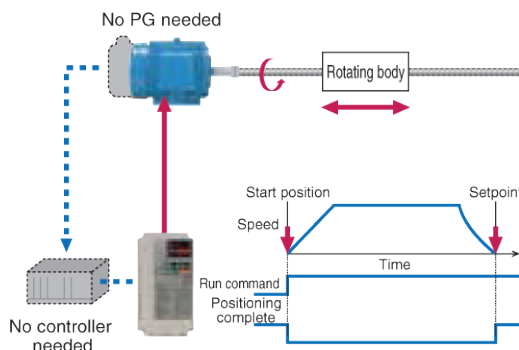 No PG needed
Rotating body
Start position
Setpoint
Speed
Time
Run command
Positioning
complete
No controller
needed